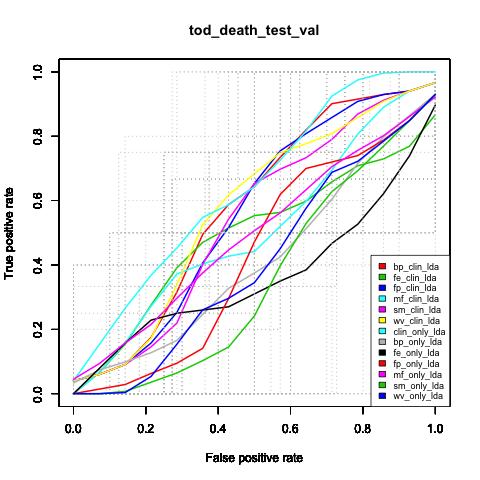 tod_death_test_val
True positive rate
1.0
0.8
0.6
0.4
0.2
0.0
0.0 0.2 0.4 0.6 0.8 1.0
False positive rate
bp_clin_lda
fe_clin_lda
fp_clin_lda
mf_clin_lda
sm_clin_lda
wv_clin_lda
clin_only_lda
bp_only_lda
fe_only_lda
fp_only_lda
mf_only_lda
sm_only_lda
wv_only_lda